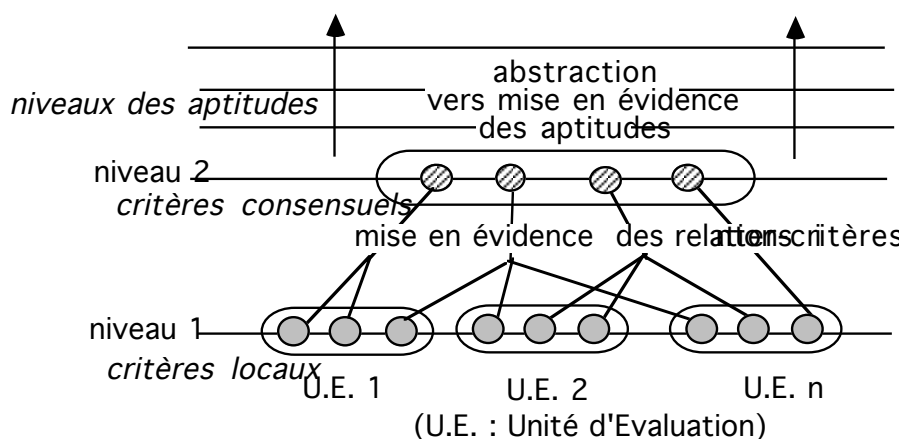 abstraction
niveaux des aptitudes
vers mise en évidence
des aptitudes
niveau 2
critères consensuels
mise en évidence des relations inter-critères
niveau 1
critères locaux
U.E. 1
U.E. 2
U.E. n
(U.E. : Unité d'Evaluation)